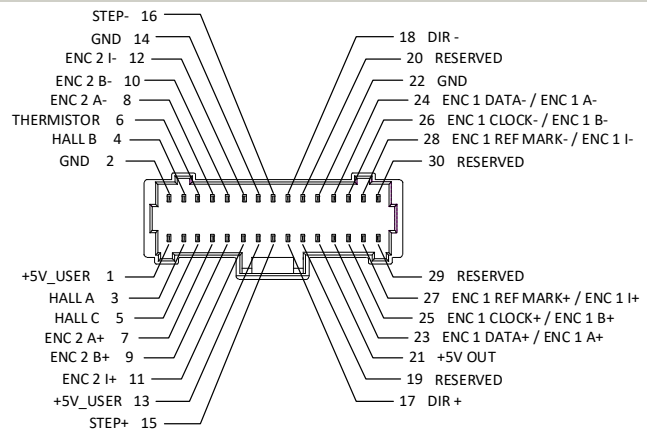 STEP- 16
GND 14
ENC 2 I- 12
ENC 2 B- 10
ENC 2 A- 8
THERMISTOR 6
HALL B 4
GND 2
18 DIR -
20 RESERVED
22 GND
24 ENC 1 DATA- / ENC 1 A-
26 ENC 1 CLOCK- / ENC 1 B-
28 ENC 1 REF MARK- / ENC 1 I-
30 RESERVED
+5V_USER 1
HALL A 3
HALL C 5
ENC 2 A+ 7
ENC 2 B+ 9
ENC 2 I+ 11
+5V_USER 13
STEP+ 15
29 RESERVED
27 ENC 1 REF MARK+ / ENC 1 I+
25 ENC 1 CLOCK+ / ENC 1 B+
23 ENC 1 DATA+ / ENC 1 A+
21 +5V OUT
19 RESERVED
17 DIR +